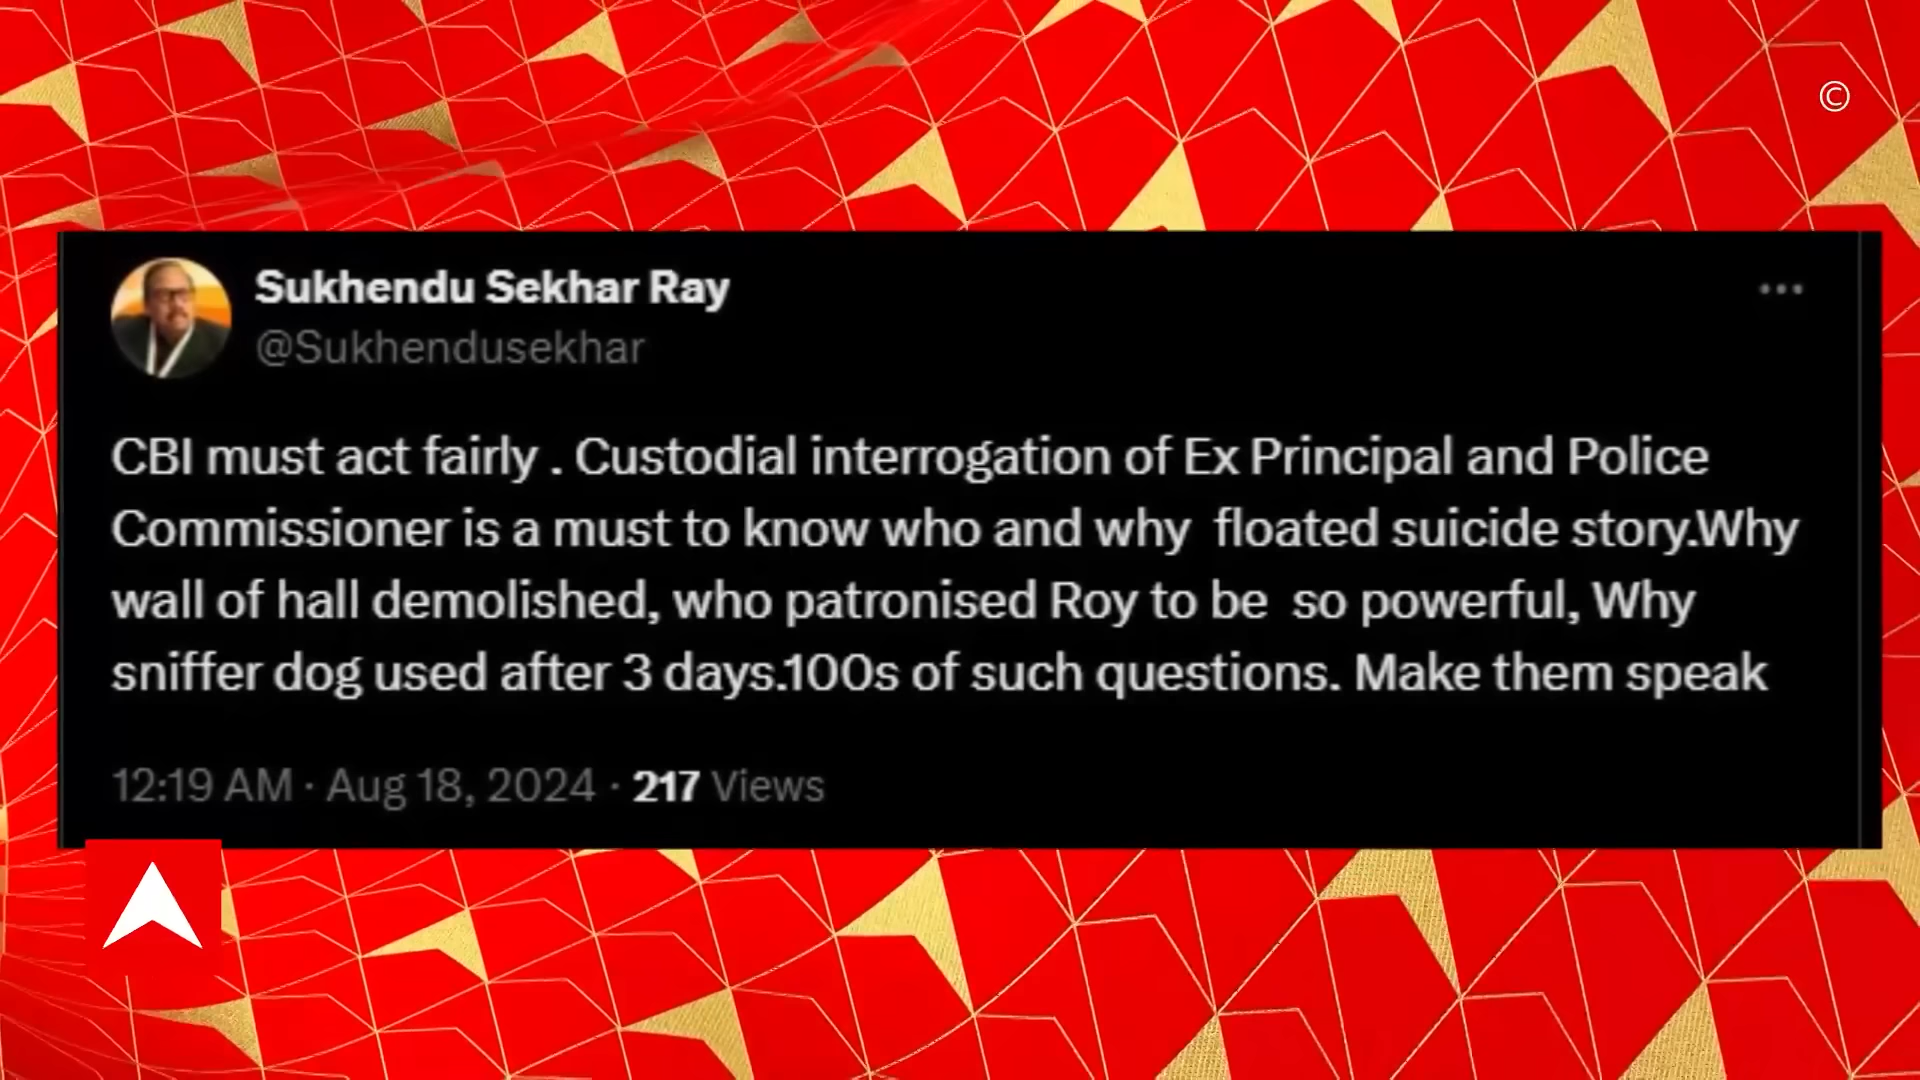 ©
Sukhendu Sekhar Ray
@Sukhendusekhar
CBI must act fairly . Custodial interrogation of Ex Principal and Police
Commissioner is a must to know who and why floated suicide story.Why
wall of hall demolished, who patronised Roy to be so powerful, Why
sniffer dog used after 3 days.100s of such questions. Make them speak
12:19 AM · Aug 18, 2024 · 217 Views